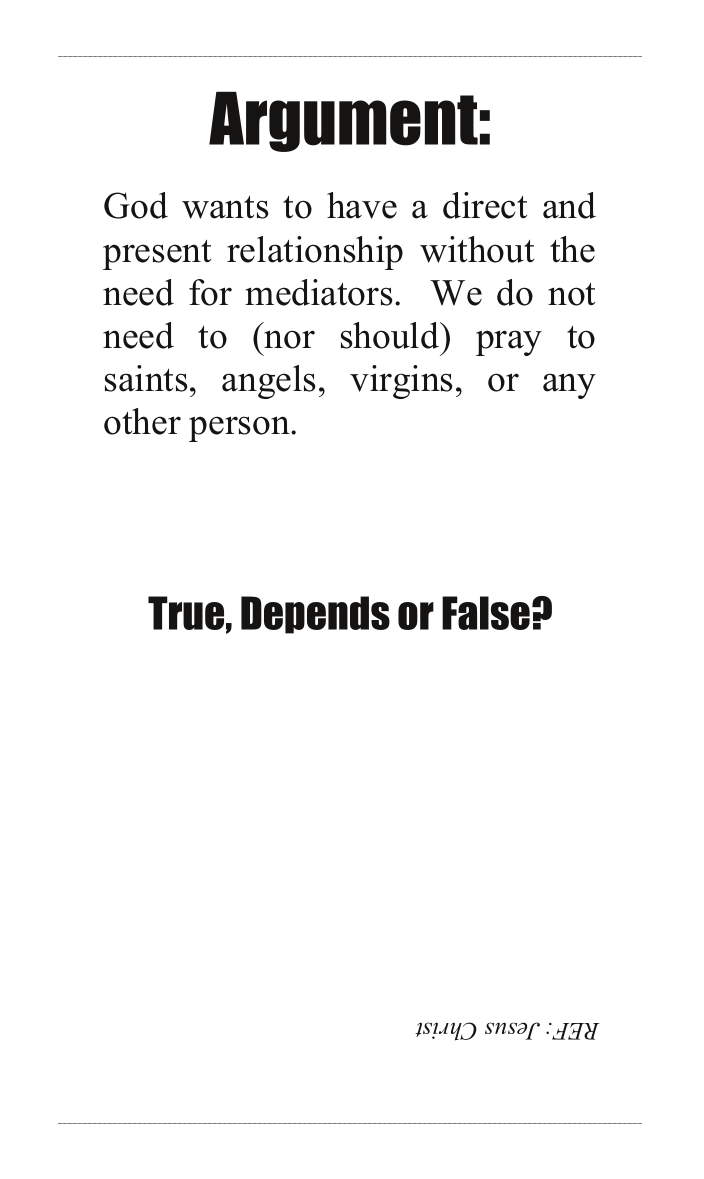 Argument:
God wants to have a direct and
present relationship without the
need for mediators.  We do not
need to (nor should) pray to
saints, angels, virgins, or any
other person.
True, Depends or False?
REF: Jesus Christ